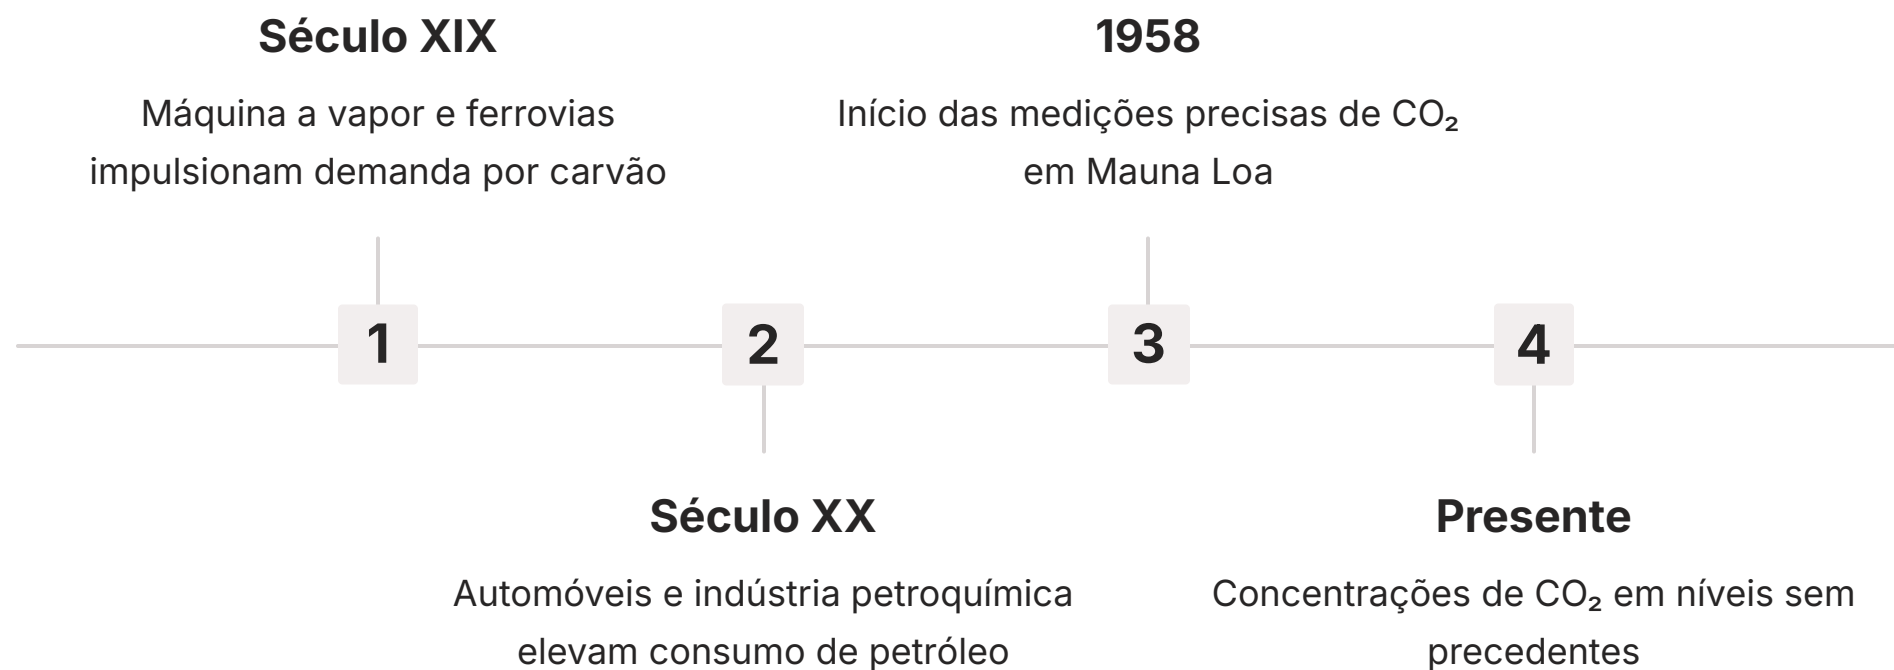 Século XIX
Máquina a vapor e ferrovias
impulsionam demanda por carvão
1958
Início das medições precisas de CO₂
em Mauna Loa
1
2
3
4
Século XX
Automóveis e indústria petroquímica
elevam consumo de petróleo
Presente
Concentrações de CO₂ em níveis sem
precedentes